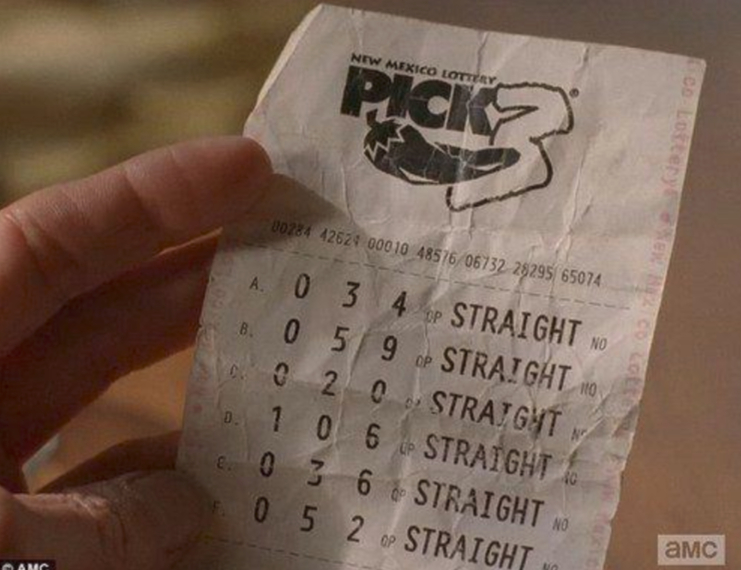 NEW MEXICO LOTTERY
PICK 3®
00284 42624 00010 48576 06732 28295 65074
A. 0 3 4 QP STRAIGHT NO
B. 0 5 9 QP STRAIGHT NO
C. 0 2 0 QP STRAIGHT NO
D. 1 0 6 QP STRAIGHT NO
E. 0 3 6 QP STRAIGHT NO
F. 0 5 2 QP STRAIGHT NO
amc
© AMC